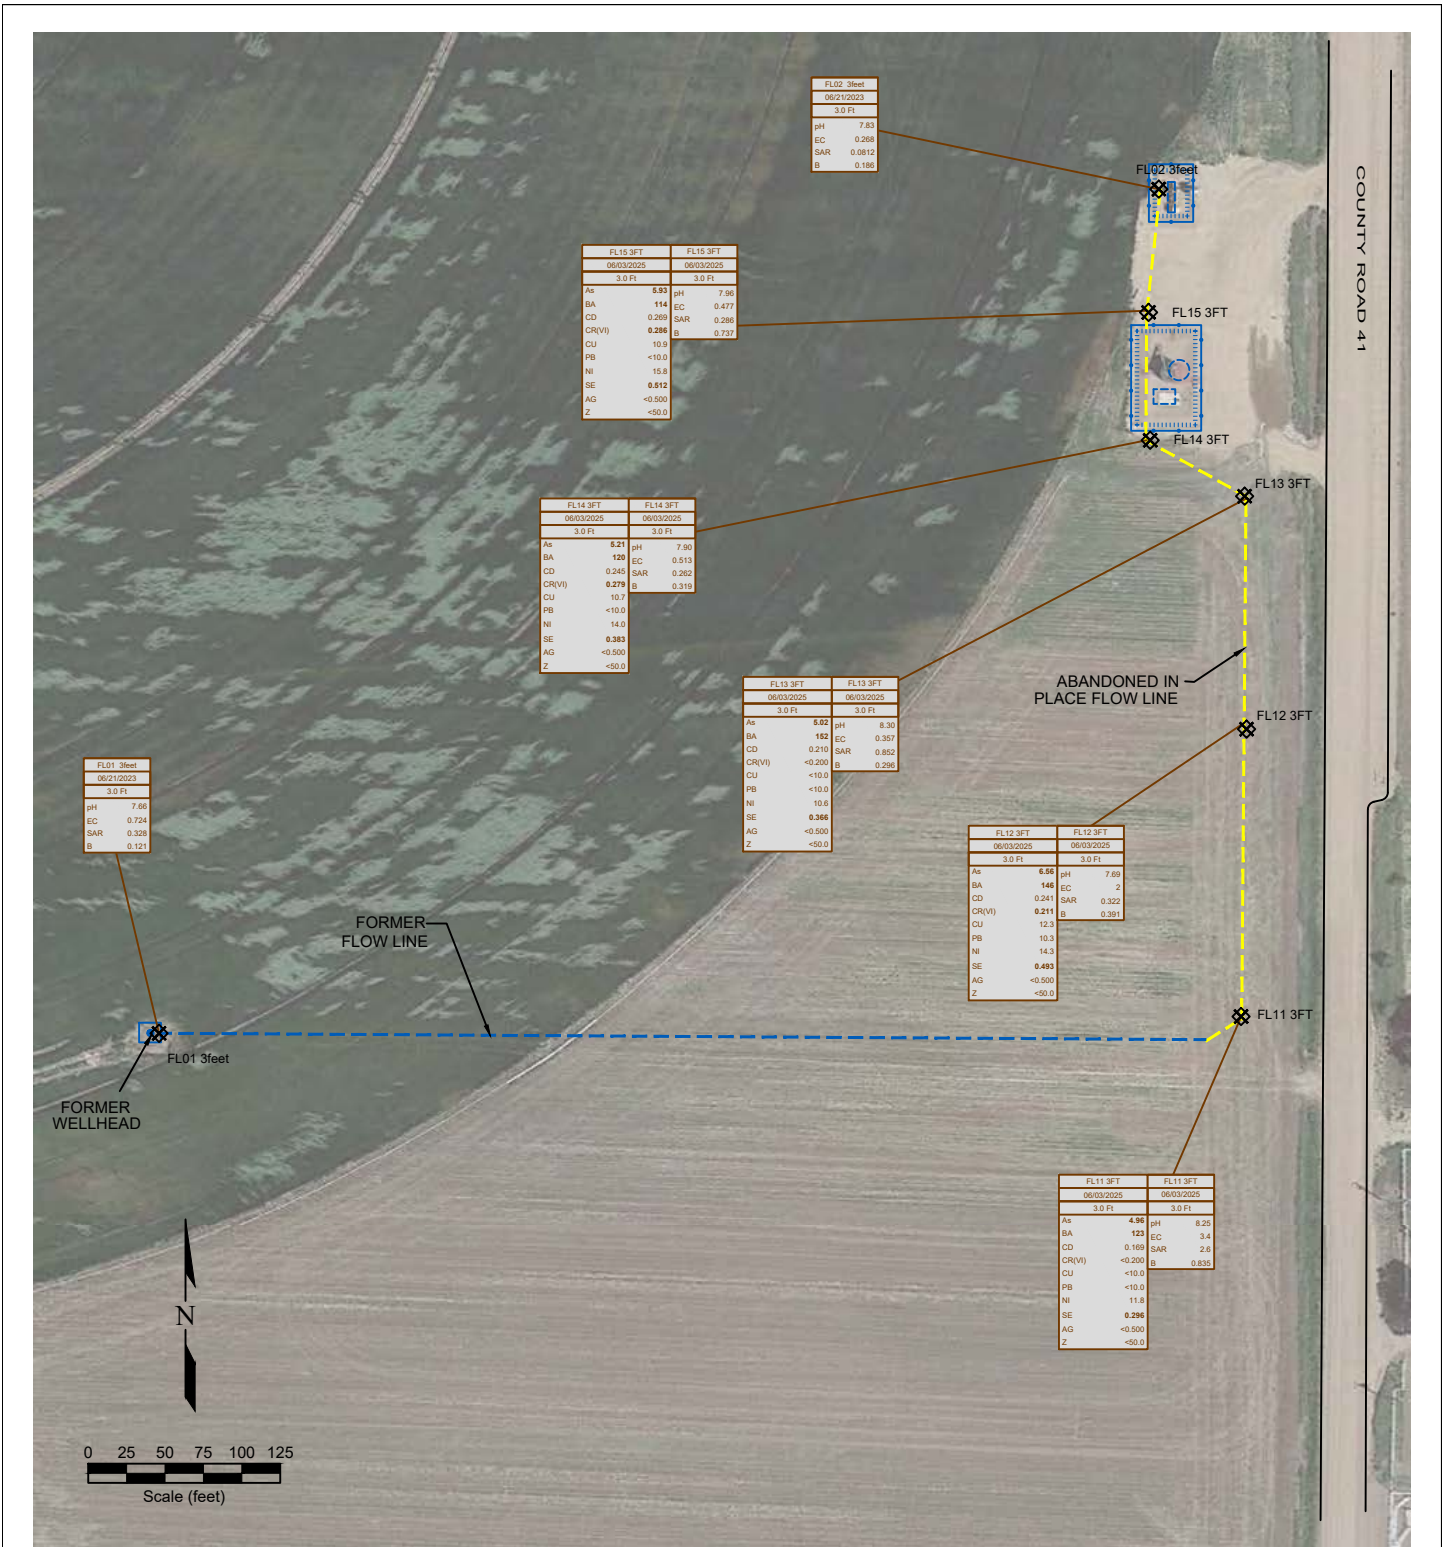 FL02 3feet
06/21/2023
3.0 Ft
pH 7.83
EC 0.268
SAR 0.0812
B 0.186
FL02 3feet
COUNTY ROAD 41
FL15 3FT FL15 3FT
06/03/2025 06/03/2025
3.0 Ft 3.0 Ft
As 5.93 pH 7.96
BA 114 EC 0.477
CD 0.269 SAR 0.286
CR(VI) 0.286 B 0.737
CU 10.9
PB <10.0
NI 15.8
SE 0.512
AG <0.500
Z <50.0
FL15 3FT
FL14 3FT
FL13 3FT
FL14 3FT FL14 3FT
06/03/2025 06/03/2025
3.0 Ft 3.0 Ft
As 5.21 pH 7.90
BA 120 EC 0.513
CD 0.245 SAR 0.262
CR(VI) 0.279 B 0.319
CU 10.7
PB <10.0
NI 14.0
SE 0.383
AG <0.500
Z <50.0
FL13 3FT FL13 3FT
06/03/2025 06/03/2025
3.0 Ft 3.0 Ft
As 5.02 pH 8.30
BA 152 EC 0.357
CD 0.210 SAR 0.852
CR(VI) <0.200 B 0.296
CU <10.0
PB <10.0
NI 10.6
SE 0.366
AG <0.500
Z <50.0
ABANDONED IN
PLACE FLOW LINE
FL12 3FT
FL01 3feet
06/21/2023
3.0 Ft
pH 7.66
EC 0.724
SAR 0.328
B 0.121
FL12 3FT FL12 3FT
06/03/2025 06/03/2025
3.0 Ft 3.0 Ft
As 6.56 pH 7.69
BA 146 EC 2
CD 0.241 SAR 0.322
CR(VI) 0.211 B 0.391
CU 12.3
PB 10.3
NI 14.3
SE 0.493
AG <0.500
Z <50.0
FORMER
FLOW LINE
FL11 3FT
FL01 3feet
FORMER
WELLHEAD
FL11 3FT FL11 3FT
06/03/2025 06/03/2025
3.0 Ft 3.0 Ft
As 4.96 pH 8.25
BA 123 EC 3.4
CD 0.169 SAR 2.6
CR(VI) <0.200 B 0.835
CU <10.0
PB <10.0
NI 11.8
SE 0.296
AG <0.500
Z <50.0
N
0 25 50 75 100 125
Scale (feet)